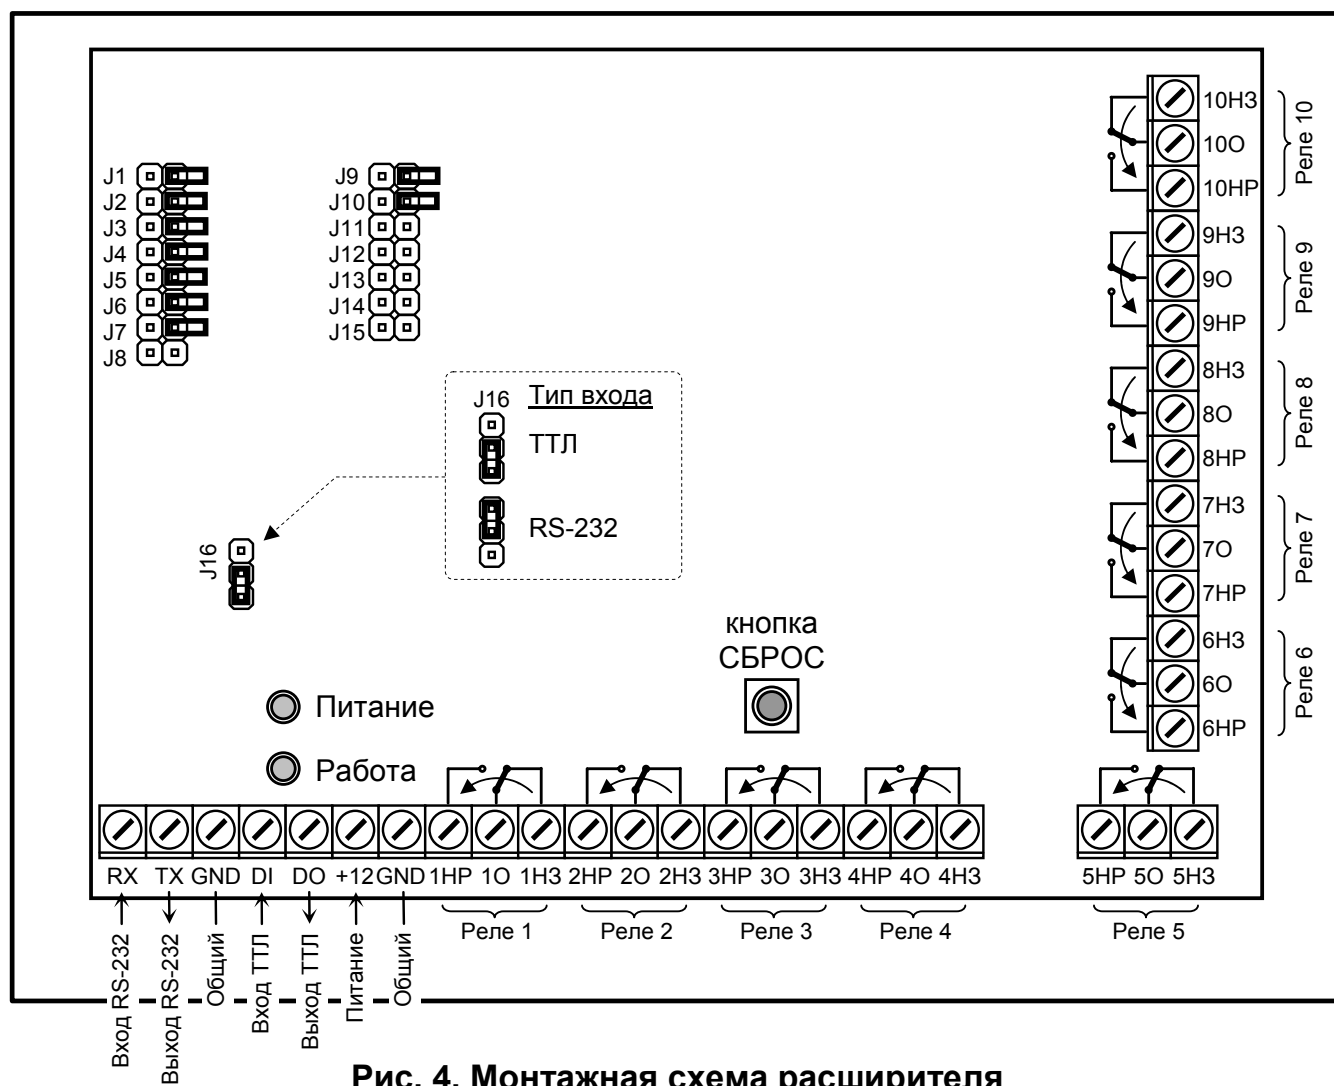 10НЗ
10О
10НР
Реле 10
9НЗ
9О
9НР
Реле 9
8НЗ
8О
8НР
Реле 8
7НЗ
7О
7НР
Реле 7
6НЗ
6О
6НР
Реле 6
J1
J2
J3
J4
J5
J6
J7
J8
J9
J10
J11
J12
J13
J14
J15
J16 Тип входа
ТТЛ
RS-232
J16
кнопка
СБРОС
Питание
Работа
RX TX GND DI DO +12 GND 1НР 1О 1НЗ 2НР 2О 2НЗ 3НР 3О 3НЗ 4НР 4О 4НЗ 5НР 5О 5НЗ
Реле 1 Реле 2 Реле 3 Реле 4 Реле 5
Вход RS-232
Выход RS-232
Общий
Вход ТТЛ
Выход ТТЛ
Питание
Общий
Рис. 4. Монтажная схема расширителя